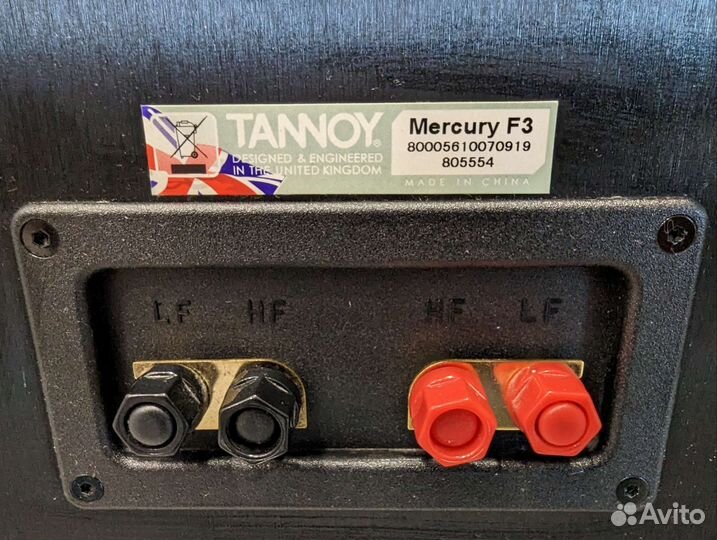 TANNOY®
DESIGNED & ENGINEERED
IN THE UNITED KINGDOM
Mercury F3
80005610070919
805554
MADE IN CHINA
LF HF HF LF
Avito